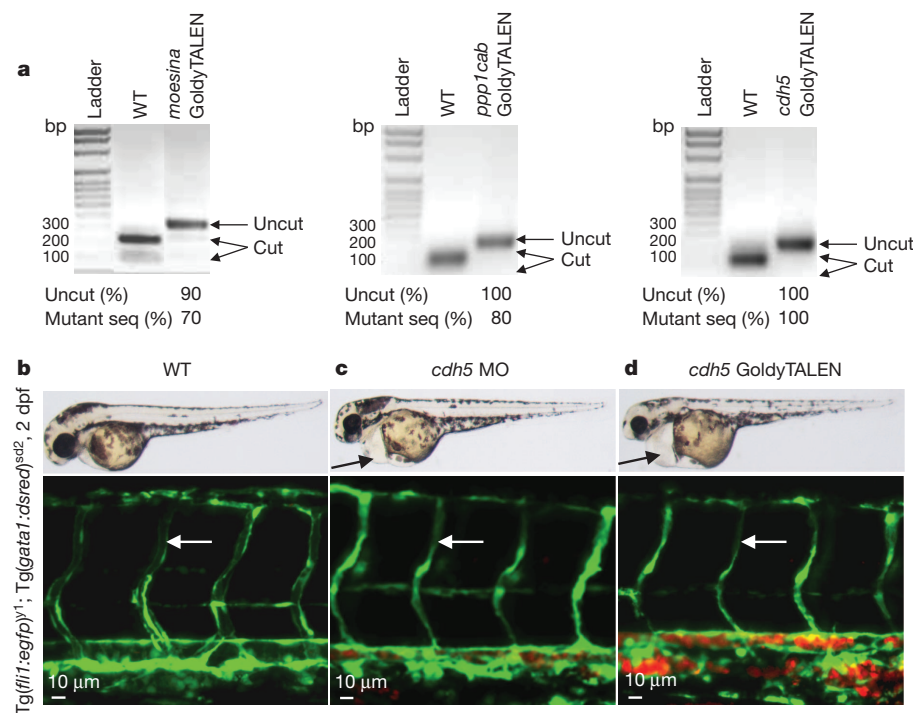 a
Ladder
WT
moesina
GoldyTALEN
bp
300
200
100
Uncut
Cut
Uncut (%) 90
Mutant seq (%) 70
Ladder
WT
ppp1cab
GoldyTALEN
bp
300
200
100
Uncut
Cut
Uncut (%) 100
Mutant seq (%) 80
Ladder
WT
cdh5
GoldyTALEN
bp
300
200
100
Uncut
Cut
Uncut (%) 100
Mutant seq (%) 100
b WT
c cdh5 MO
d cdh5 GoldyTALEN
Tg(fli1:egfp)y1; Tg(gata1:dsred)sd2, 2 dpf
10 μm
10 μm
10 μm